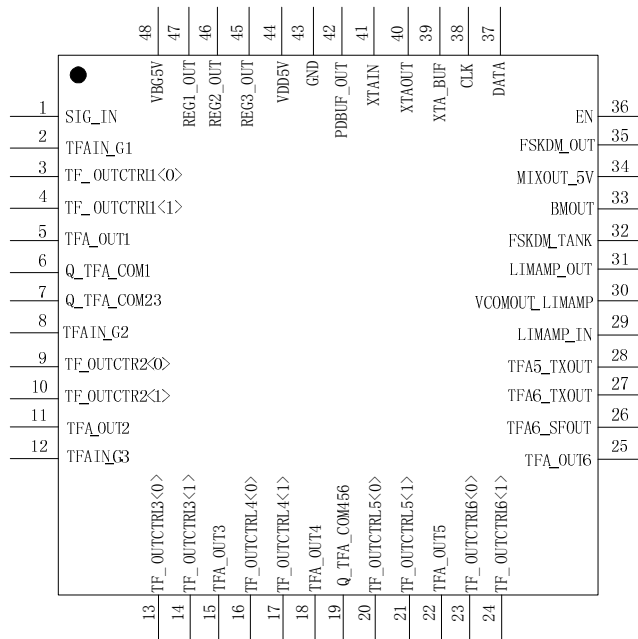 48 47 46 45 44 43 42 41 40 39 38 37
VBG5V
REG1_OUT
REG2_OUT
REG3_OUT
VDD5V
GND
PDBUF_OUT
XTAIN
XTAOUT
XTA_BUF
CLK
DATA
1 SIG_IN
2 TFAIN_G1
3 TF_OUTCTR11<0>
4 TF_OUTCTR11<1>
5 TFA_OUT1
6 Q_TFA_COM1
7 Q_TFA_COM23
8 TFAIN_G2
9 TF_OUTCTR2<0>
10 TF_OUTCTR2<1>
11 TFA_OUT2
12 TFAIN_G3
EN 36
FSKDM_OUT 35
MIXOUT_5V 34
BMOUT 33
FSKDM_TANK 32
LIMAMP_OUT 31
VCOMOUT_LIMAMP 30
LIMAMP_IN 29
TFA5_TXOUT 28
TFA6_TXOUT 27
TFA6_SFOUT 26
TFA_OUT6 25
TF_OUTCTRL3<0>
TF_OUTCTRL3<1>
TFA_OUT3
TF_OUTCTRL4<0>
TF_OUTCTRL4<1>
TFA_OUT4
Q_TFA_COM456
TF_OUTCTRL5<0>
TF_OUTCTRL5<1>
TFA_OUT5
TF_OUTCTRL6<0>
TF_OUTCTRL6<1>
13 14 15 16 17 18 19 20 21 22 23 24